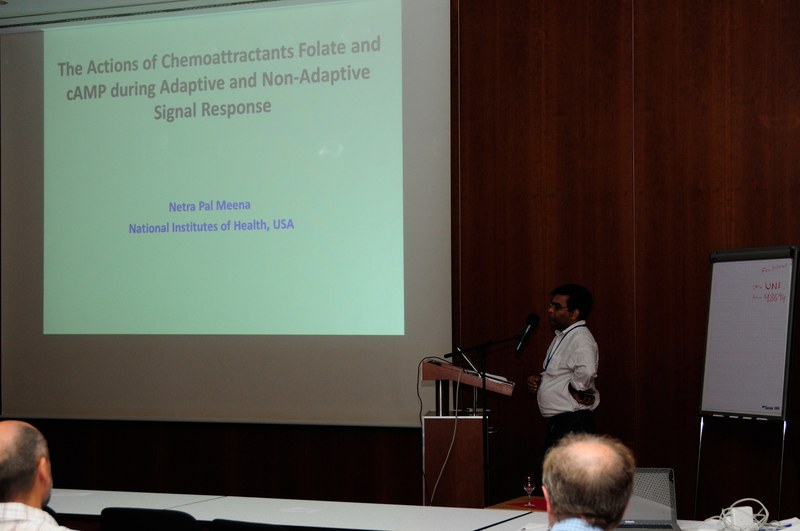 The Actions of Chemoattractants Folate and
cAMP during Adaptive and Non-Adaptive
Signal Response
Netra Pal Meena
National Institutes of Health, USA
UNI